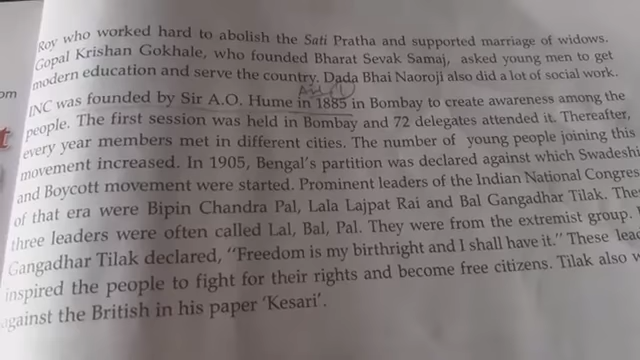 Roy who worked hard to abolish the Sati Pratha and supported marriage of widows.
Gopal Krishan Gokhale, who founded Bharat Sevak Samaj, asked young men to get
modern education and serve the country. Dada Bhai Naoroji also did a lot of social work.
INC was founded by Sir A.O. Hume in 1885 in Bombay to create awareness among the
people. The first session was held in Bombay and 72 delegates attended it. Thereafter,
every year members met in different cities. The number of young people joining this
movement increased. In 1905, Bengal's partition was declared against which Swadeshi
and Boycott movement were started. Prominent leaders of the Indian National Congres
of that era were Bipin Chandra Pal, Lala Lajpat Rai and Bal Gangadhar Tilak. The
three leaders were often called Lal, Bal, Pal. They were from the extremist group.
Gangadhar Tilak declared, "Freedom is my birthright and I shall have it." These lead
inspired the people to fight for their rights and become free citizens. Tilak also w
against the British in his paper 'Kesari'.